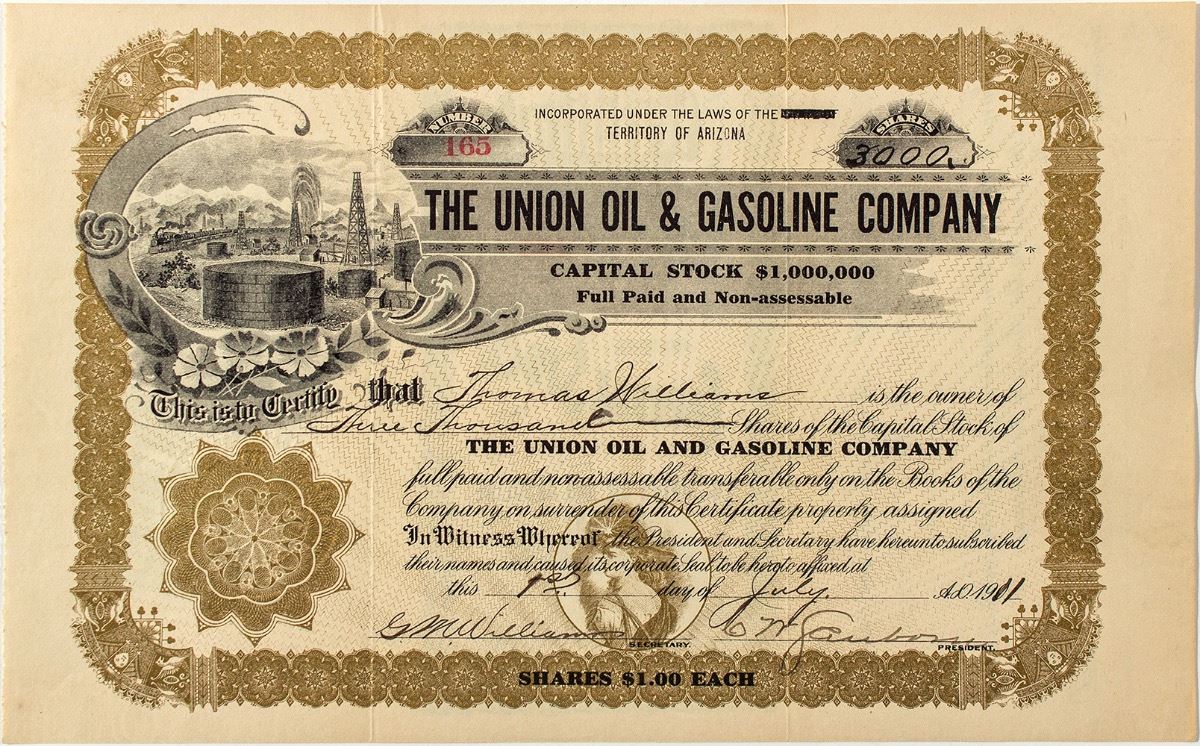 INCORPORATED UNDER THE LAWS OF THE
TERRITORY OF ARIZONA
NUMBER
165
SHARES
3000
THE UNION OIL & GASOLINE COMPANY
CAPITAL STOCK $1,000,000
Full Paid and Non-assessable
This is to Certify that Thomas Williams is the owner of
Three Thousand Shares of the Capital Stock of
THE UNION OIL AND GASOLINE COMPANY
full paid and nonassessable transferable only on the Books of the
Company on surrender of this Certificate properly assigned
In Witness Whereof the President and Secretary have hereunto subscribed
their names and caused its corporate Seal to be hereto affixed at
this 1st day of July. A.D. 1911
G M Williams
SECRETARY.
PRESIDENT.
SHARES $1.00 EACH